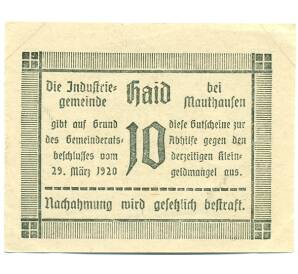 Die Industrie- Haid bei
gemeinde Mauthausen
gibt auf Grund 10 diese Gutscheine zur
des Gemeinderats- Abhilfe gegen den
beschlusses vom derzeitigen Klein-
29. März 1920 geldmangel aus.
Nachahmung wird gesetzlich bestraft.